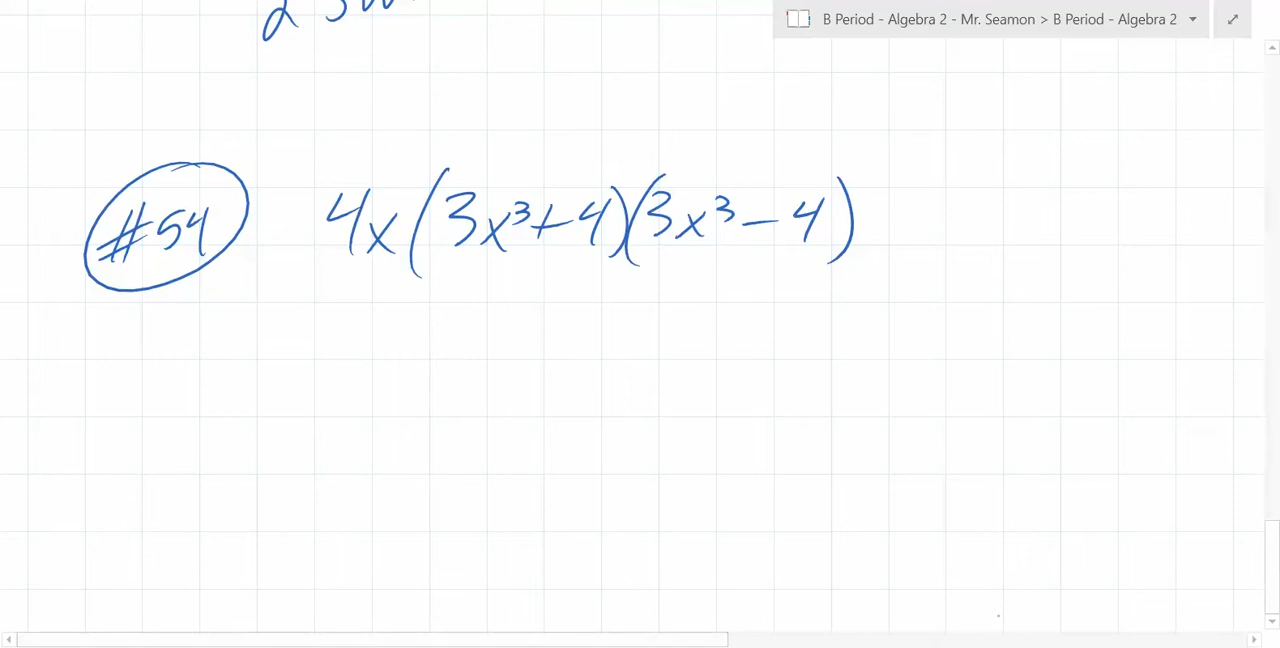 B Period - Algebra 2 - Mr. Seamon > B Period - Algebra 2
#54 4x(3x³+4)(3x³-4)